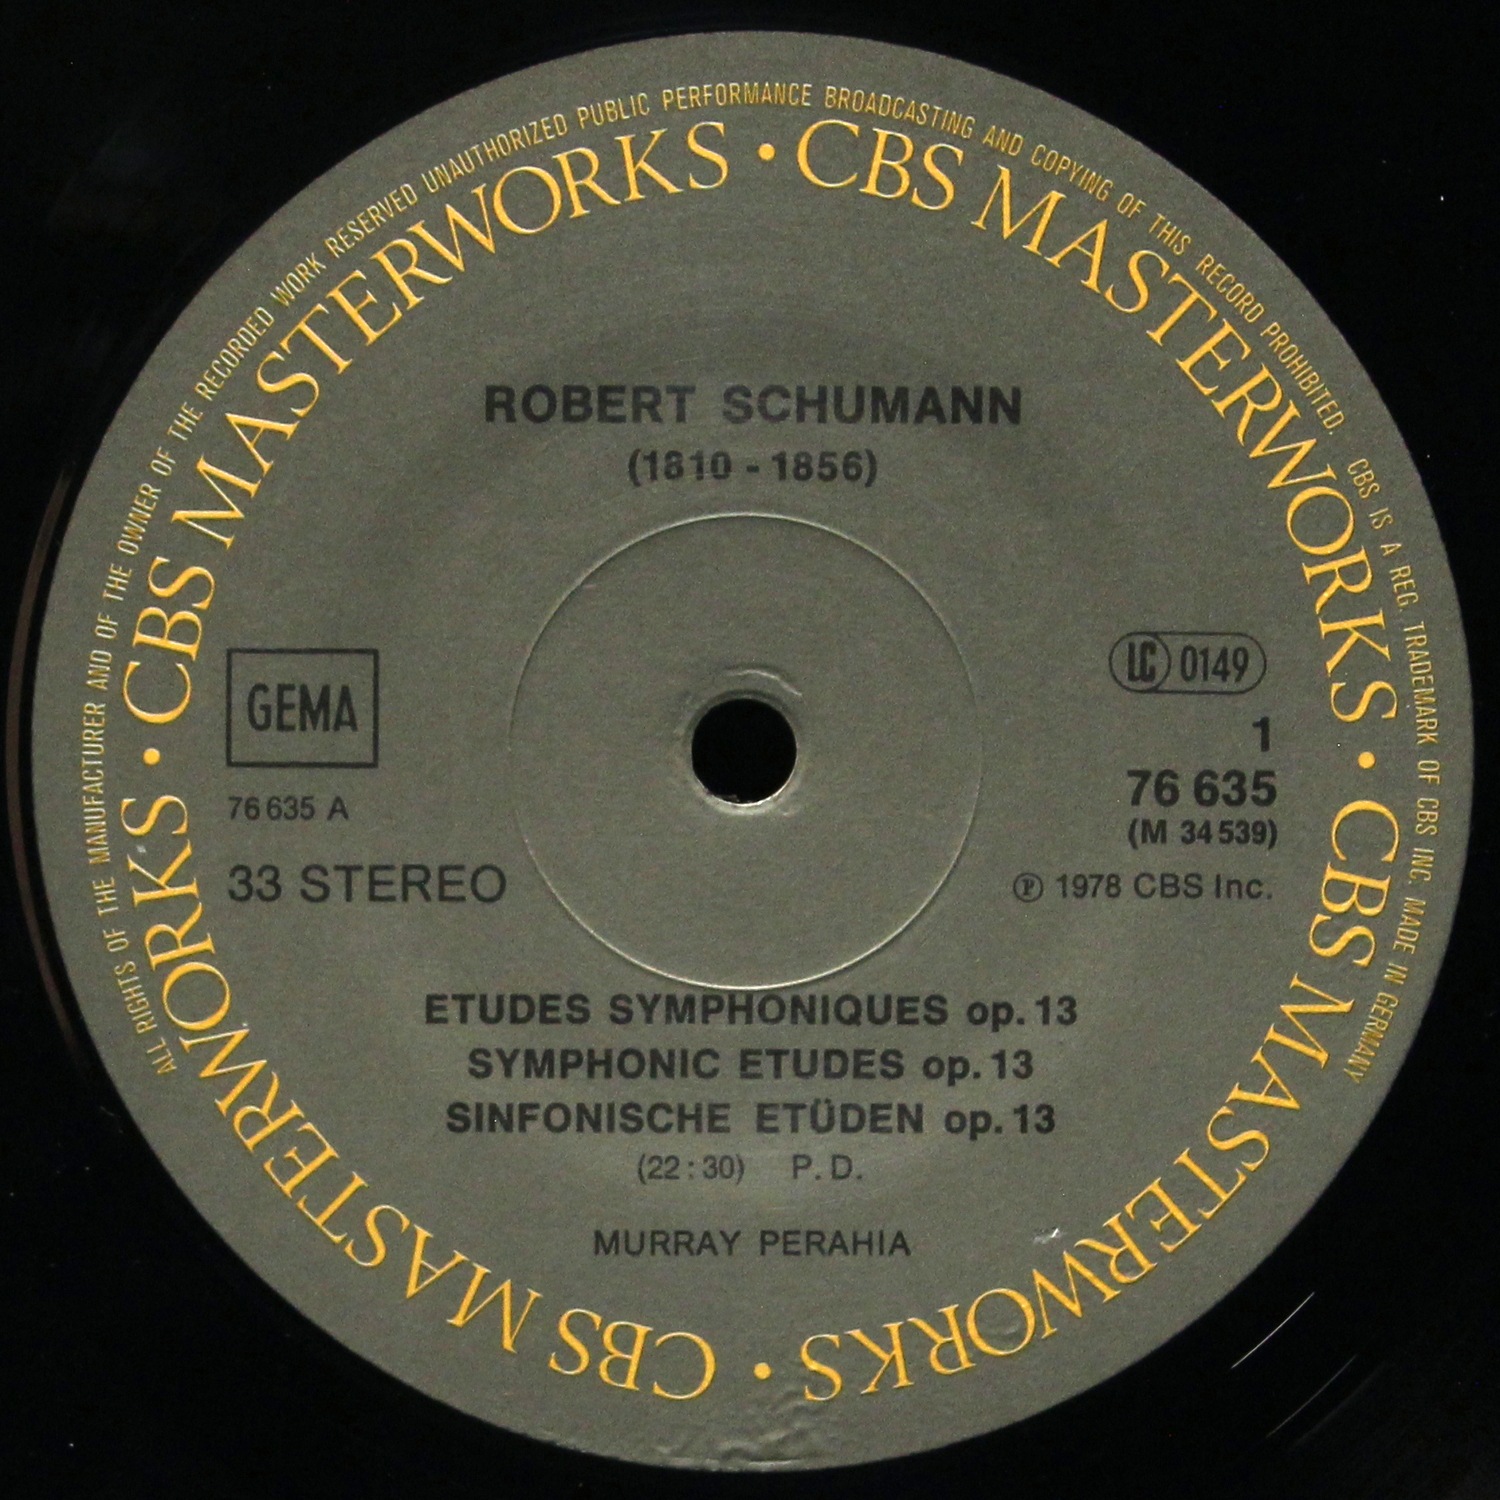 ALL RIGHTS OF THE MANUFACTURER AND OF THE OWNER OF THE RECORDED WORK RESERVED UNAUTHORIZED PUBLIC PERFORMANCE BROADCASTING AND COPYING OF THIS RECORD PROHIBITED. CBS IS A REG. TRADEMARK OF CBS INC. MADE IN GERMANY
CBS MASTERWORKS • CBS MASTERWORKS • CBS MASTERWORKS • CBS MASTERWORKS •
ROBERT SCHUMANN
(1810 - 1856)
GEMA
76 635 A
33 STEREO
LC 0149
1
76 635
(M 34 539)
Ⓟ 1978 CBS Inc.
ETUDES SYMPHONIQUES op. 13
SYMPHONIC ETUDES op. 13
SINFONISCHE ETÜDEN op. 13
(22 : 30) P. D.
MURRAY PERAHIA